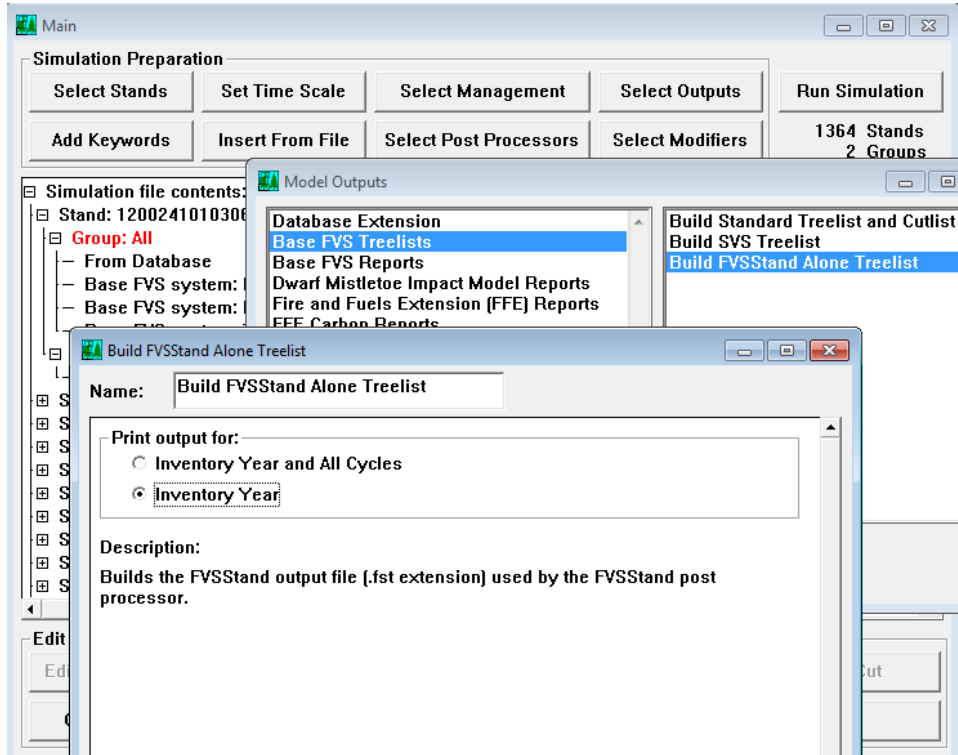 Main
Simulation Preparation
Select Stands
Set Time Scale
Select Management
Select Outputs
Run Simulation
Add Keywords
Insert From File
Select Post Processors
Select Modifiers
1364 Stands
2 Groups
Simulation file contents:
Stand: 1200241010306
Group: All
From Database
Base FVS system:
Base FVS system:
Model Outputs
Database Extension
Base FVS Treelists
Base FVS Reports
Dwarf Mistletoe Impact Model Reports
Fire and Fuels Extension (FFE) Reports
FFE Carbon Reports
Build Standard Treelist and Cutlist
Build SVS Treelist
Build FVSStand Alone Treelist
Build FVSStand Alone Treelist
Name:
Build FVSStand Alone Treelist
Print output for:
Inventory Year and All Cycles
Inventory Year
Description:
Builds the FVSStand output file (.fst extension) used by the FVSStand post
processor.
S
S
S
S
S
S
S
S
S
Edit
Edi
Cut